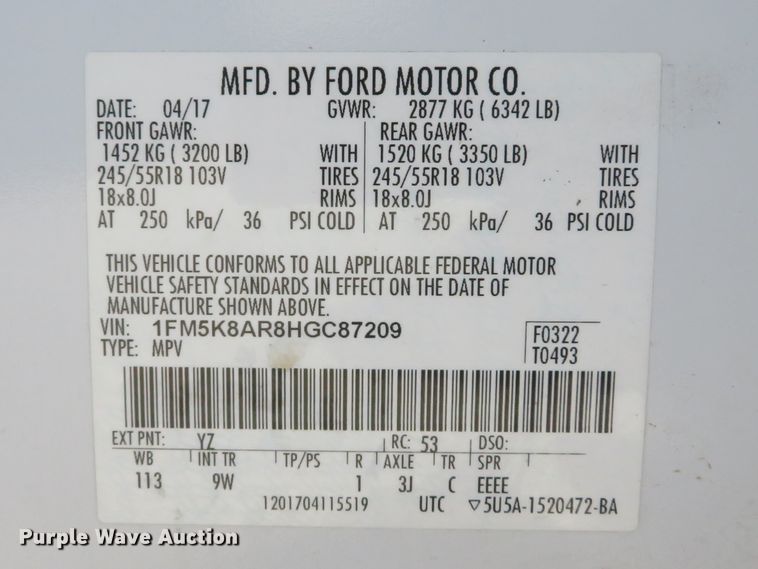 MFD. BY FORD MOTOR CO.
DATE: 04/17 GVWR: 2877 KG ( 6342 LB)
FRONT GAWR: REAR GAWR:
1452 KG ( 3200 LB) WITH 1520 KG ( 3350 LB) WITH
245/55R18 103V TIRES 245/55R18 103V TIRES
18x8.0J RIMS 18x8.0J RIMS
AT 250 kPa/ 36 PSI COLD AT 250 kPa/ 36 PSI COLD
THIS VEHICLE CONFORMS TO ALL APPLICABLE FEDERAL MOTOR
VEHICLE SAFETY STANDARDS IN EFFECT ON THE DATE OF
MANUFACTURE SHOWN ABOVE.
VIN: 1FM5K8AR8HGC87209 F0322
TYPE: MPV T0493
EXT PNT: YZ RC: 53 DSO:
WB INT TR TP/PS R AXLE TR SPR
113 9W 1 3J C EEEE
1201704115519 UTC ▽5U5A-1520472-BA
Purple Wave Auction